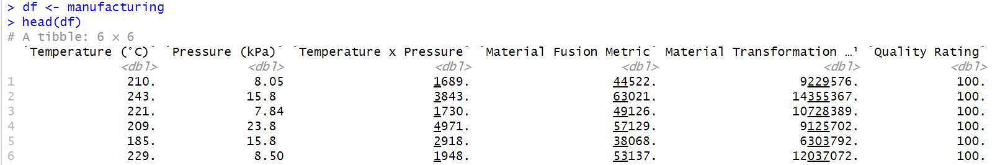 > df <- manufacturing
> head(df)
# A tibble: 6 × 6
`Temperature (°C)` `Pressure (kPa)` `Temperature x Pressure` `Material Fusion Metric` Material Transformation …¹ `Quality Rating`
<dbl> <dbl> <dbl> <dbl> <dbl> <dbl>
1 210. 8.05 1689. 44522. 9229576. 100.
2 243. 15.8 3843. 63021. 14355367. 100.
3 221. 7.84 1730. 49126. 10728389. 100.
4 209. 23.8 4971. 57129. 9125702. 100.
5 185. 15.8 2918. 38068. 6303792. 100.
6 229. 8.50 1948. 53137. 12037072. 100.